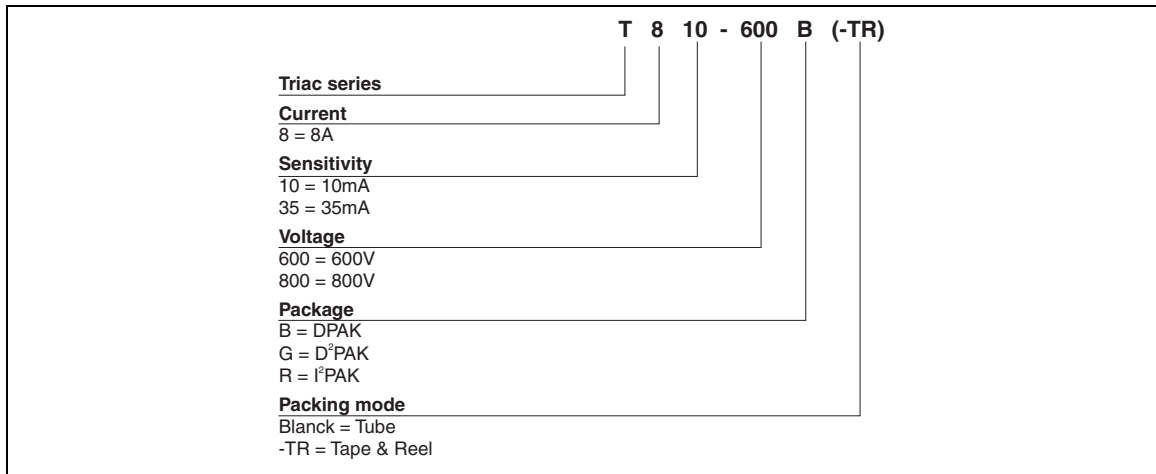 T 8 10 - 600 B (-TR)
Triac series
Current
8 = 8A
Sensitivity
10 = 10mA
35 = 35mA
Voltage
600 = 600V
800 = 800V
Package
B = DPAK
G = D²PAK
R = I²PAK
Packing mode
Blanck = Tube
-TR = Tape & Reel